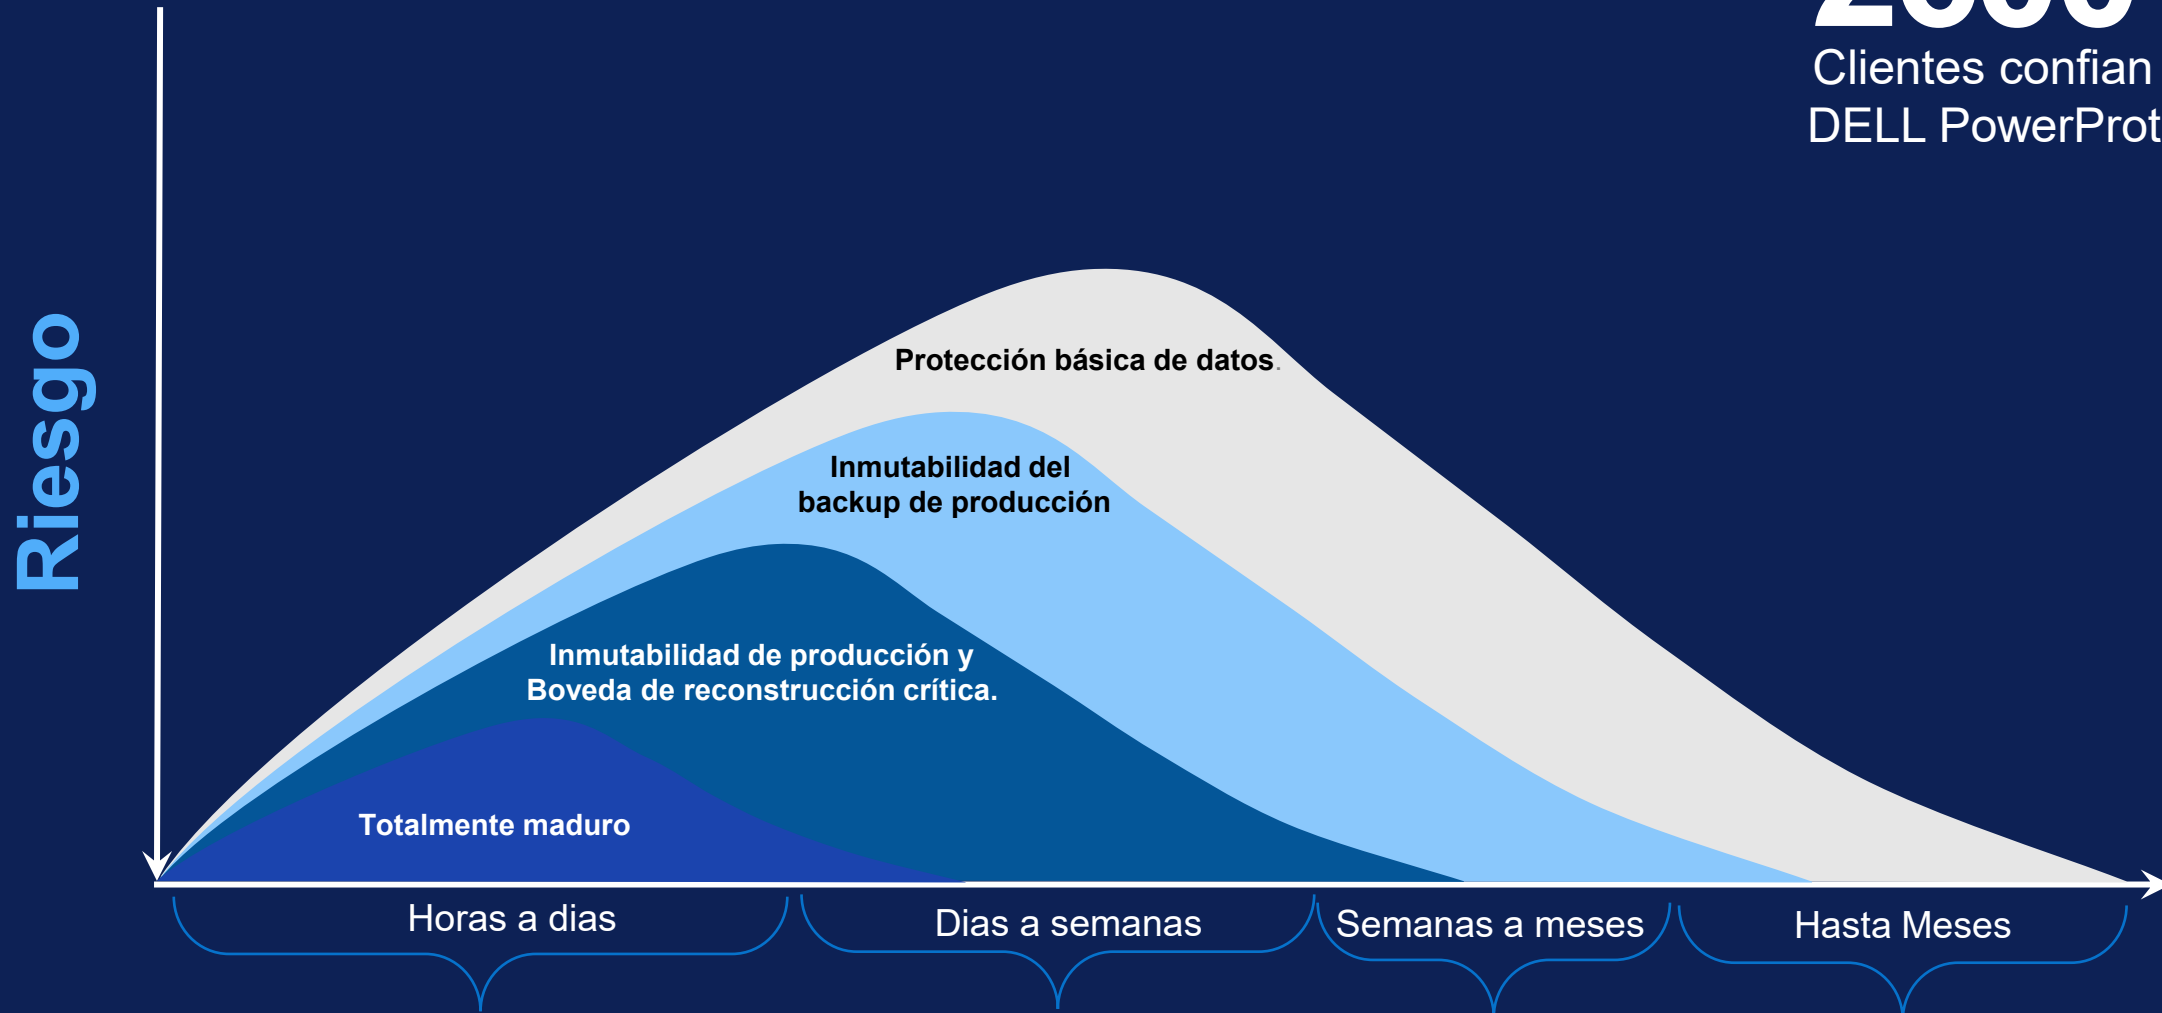 Clientes confian
DELL PowerProt
Riesgo
Protección básica de datos.
Inmutabilidad del
backup de producción
Inmutabilidad de producción y
Boveda de reconstrucción crítica.
Totalmente maduro
Horas a dias
Dias a semanas
Semanas a meses
Hasta Meses